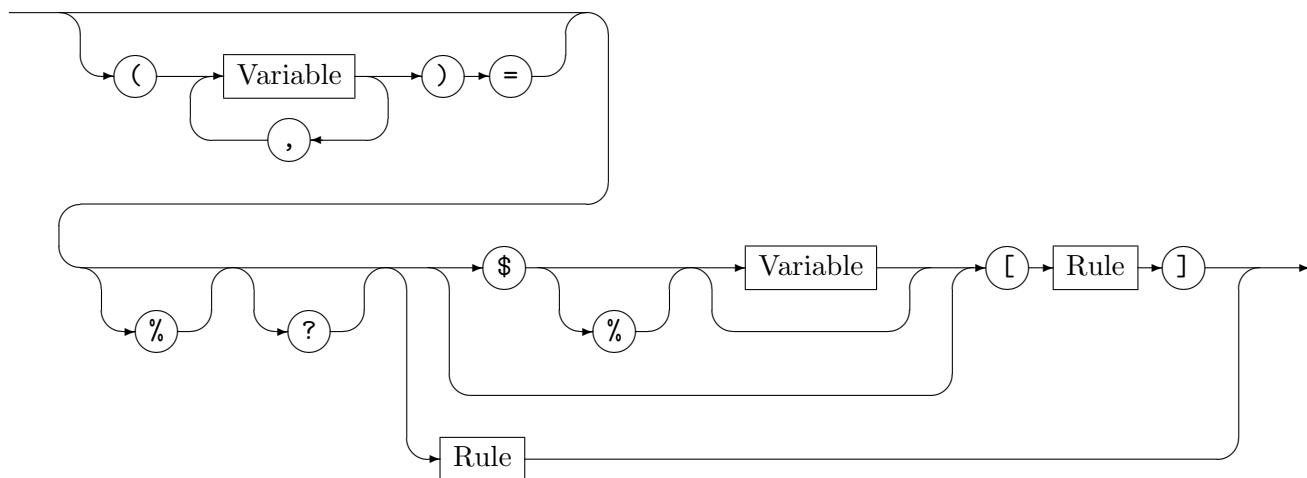 ( Variable ) =
,
$ Variable [ Rule ]
% ? %
Rule